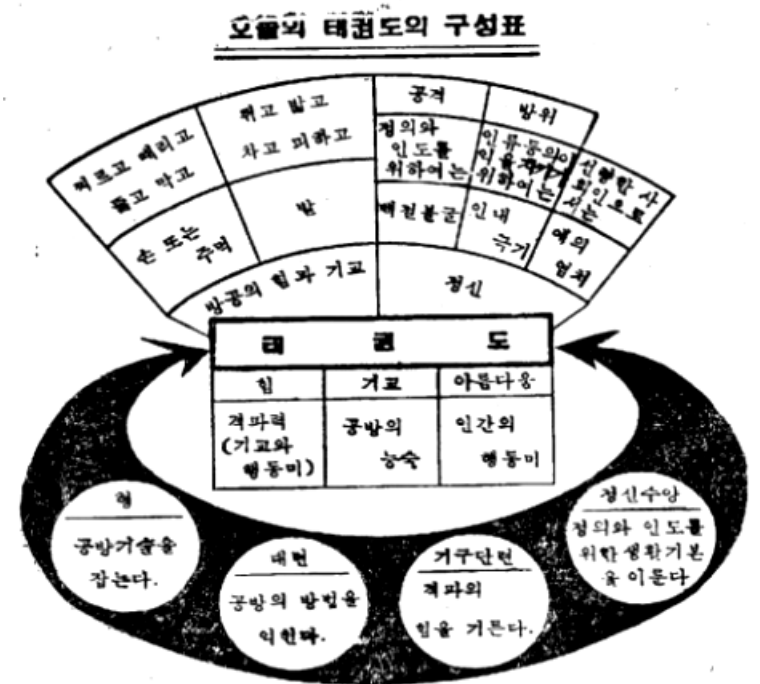 오늘의 태권도의 구성표
공격
방위
찌르고 때리고
뚫고 막고
뛰고 밟고
차고 피하고
정의와
인도를
위하여는
인류동의이
위하여는
선량한 사
회인으로
서는
손 또는
주먹
발
백절불굴
인내
극기
예의
염치
방공의 힘과 기교
정신
태 권 도
힘
기교
아름다움
격파력
(기교와
행동미)
공방의
능숙
인간의
행동미
형
공방기술을
잡는다.
대련
공방의 방법을
익힌다.
기구단련
격파의
힘을 기른다.
정신수양
정의와 인도를
위한생활기본
을이룬다